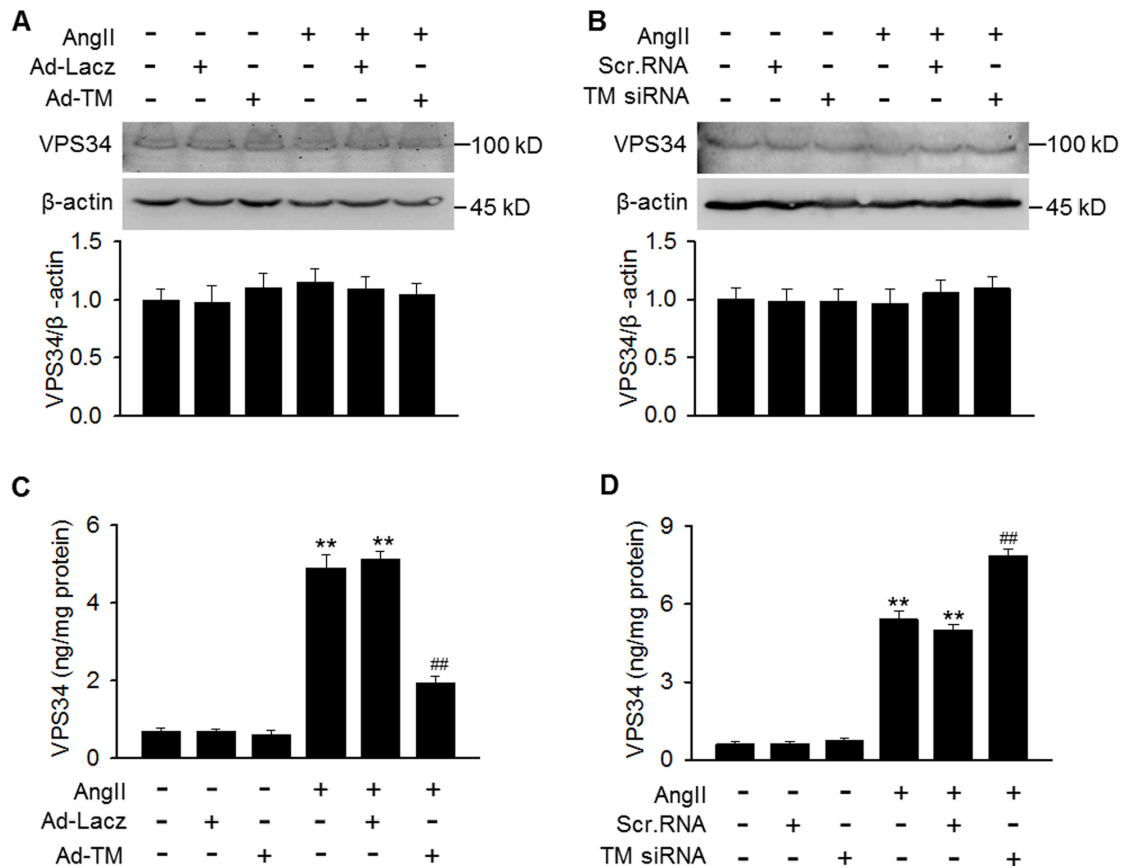 A
AngII - - - + + +
Ad-Lacz - + - - + -
Ad-TM - - + - - +
VPS34
100 kD
β-actin
45 kD
VPS34/β -actin
1.5
1.0
0.5
0.0
B
AngII - - - + + +
Scr.RNA - + - - + -
TM siRNA - - + - - +
VPS34
100 kD
β-actin
45 kD
VPS34/β -actin
1.5
1.0
0.5
0.0
C
VPS34 (ng/mg protein)
6
4
2
0
** ** ##
AngII - - - + + +
Ad-Lacz - + - - + -
Ad-TM - - + - - +
D
VPS34 (ng/mg protein)
9
6
3
0
** ** ##
AngII - - - + + +
Scr.RNA - + - - + -
TM siRNA - - + - - +